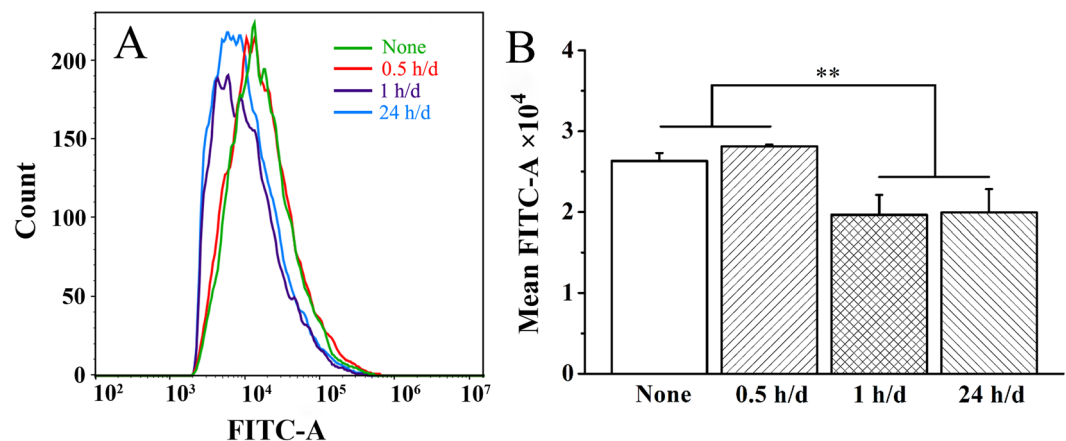 A
None
0.5 h/d
1 h/d
24 h/d
Count
200
150
100
50
0
10²
10³
10⁴
10⁵
10⁶
10⁷
FITC-A
B
**
Mean FITC-A ×10⁴
4
3
2
1
0
None
0.5 h/d
1 h/d
24 h/d